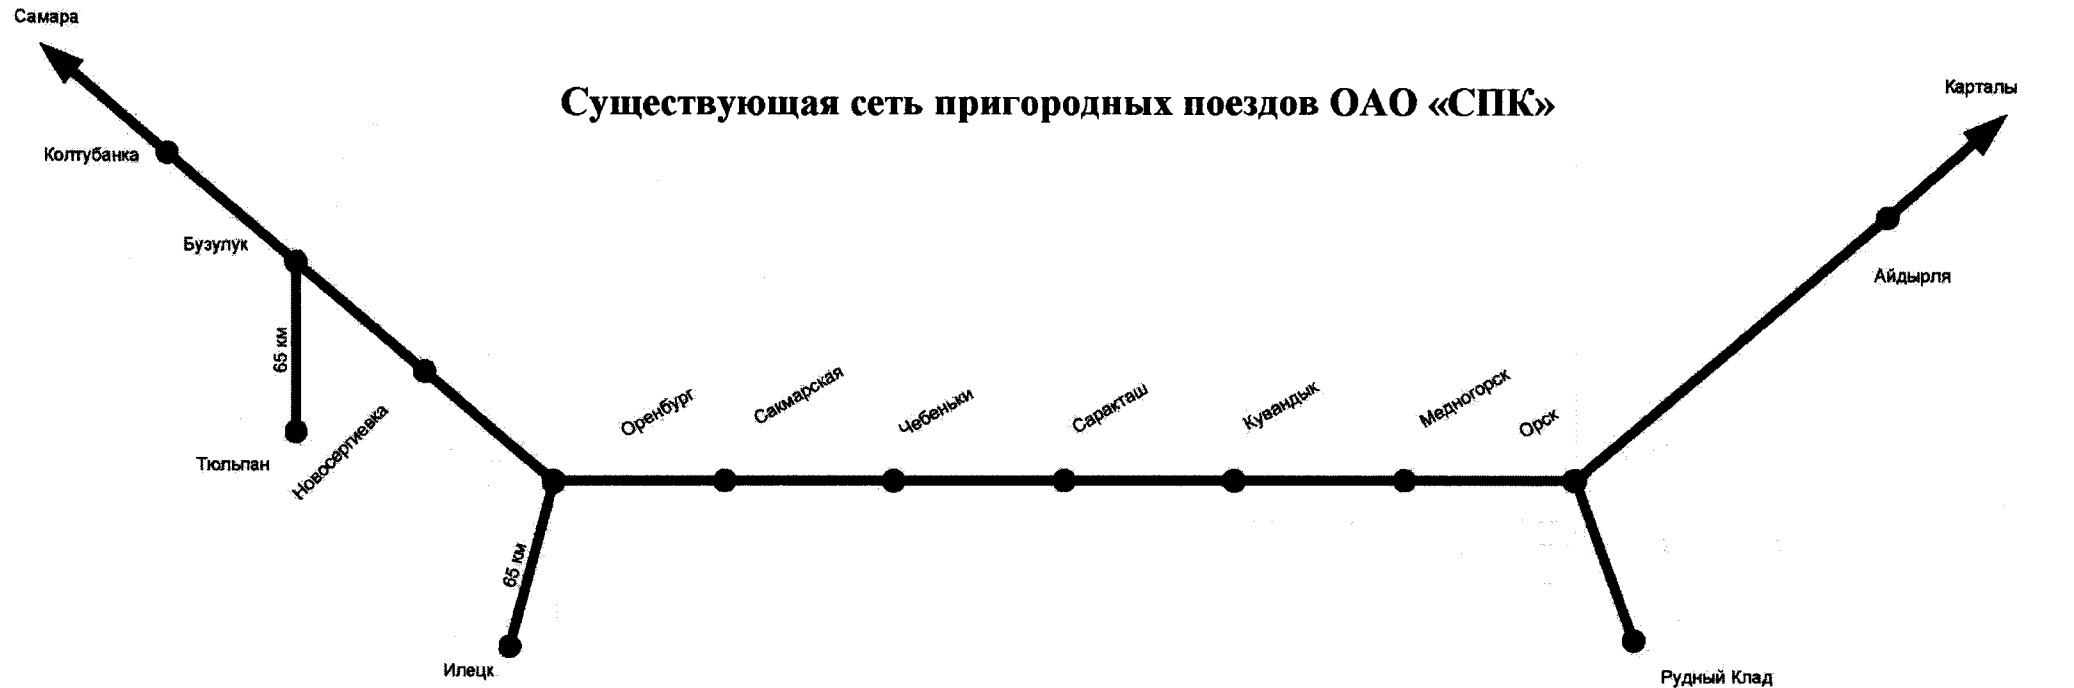 Самара
Существующая сеть пригородных поездов ОАО «СПК»
Карталы
Колтубанка
Бузулук
Айдырля
65 км
Тюльпан
Новосергиевка
Оренбург
Сакмарская
Чебеньки
Саракташ
Кувандык
Медногорск
Орск
65 км
Илецк
Рудный Клад